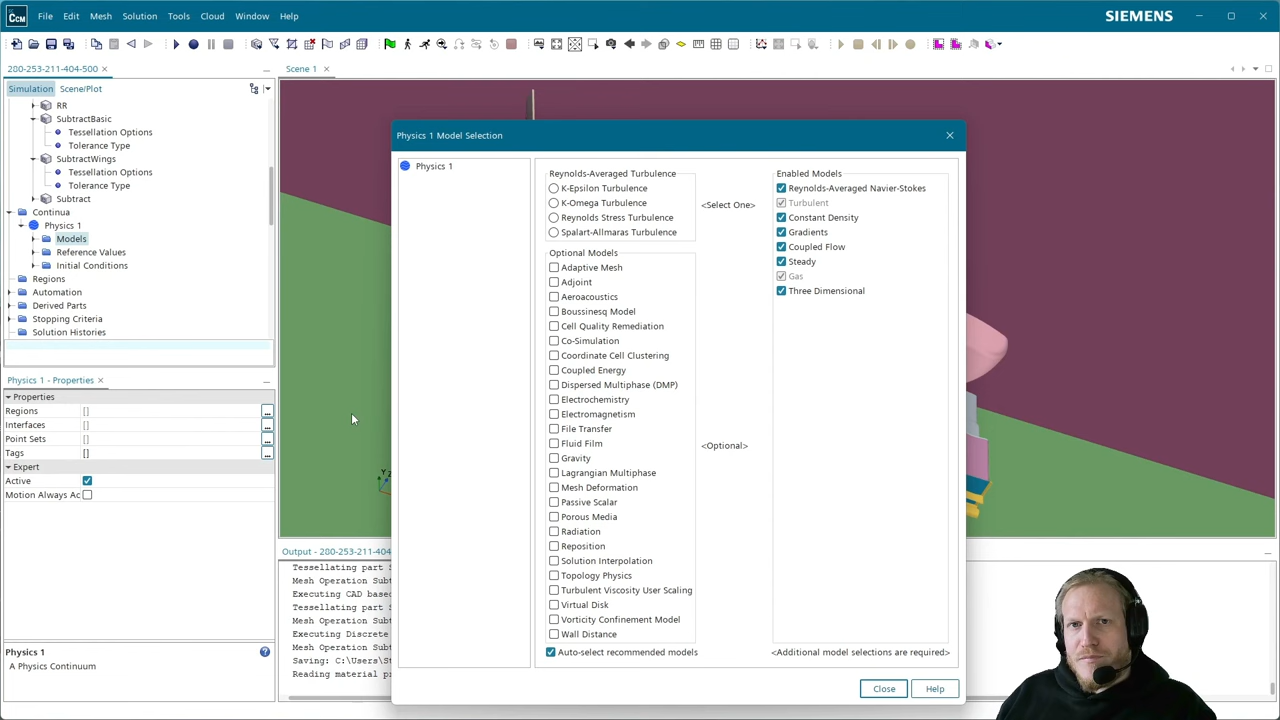 CCM
File Edit Mesh Solution Tools Cloud Window Help
SIEMENS
280-253-211-404-500
Scene 1
Simulation Scene/Plot
RR
SubtractBasic
Tessellation Options
Tolerance Type
SubtractWings
Tessellation Options
Tolerance Type
Subtract
Continua
Physics 1
Models
Reference Values
Initial Conditions
Regions
Automation
Derived Parts
Stopping Criteria
Solution Histories
Physics 1 - Properties
Properties
Regions []
Interfaces []
Point Sets []
Tags []
Expert
Active
Motion Always Ac
Physics 1
A Physics Continuum
Physics 1 Model Selection
Physics 1
Reynolds-Averaged Turbulence
K-Epsilon Turbulence
K-Omega Turbulence
Reynolds Stress Turbulence
Spalart-Allmaras Turbulence
<Select One>
Optional Models
Adaptive Mesh
Adjoint
Aeroacoustics
Boussinesq Model
Cell Quality Remediation
Co-Simulation
Coordinate Cell Clustering
Coupled Energy
Dispersed Multiphase (DMP)
Electrochemistry
Electromagnetism
File Transfer
Fluid Film
Gravity
Lagrangian Multiphase
Mesh Deformation
Passive Scalar
Porous Media
Radiation
Reposition
Solution Interpolation
Topology Physics
Turbulent Viscosity User Scaling
Virtual Disk
Vorticity Confinement Model
Wall Distance
<Optional>
Auto-select recommended models
Enabled Models
Reynolds-Averaged Navier-Stokes
Turbulent
Constant Density
Gradients
Coupled Flow
Steady
Gas
Three Dimensional
<Additional model selections are required>
Close Help
Output - 280-253-211-404
Tessellating part S
Mesh Operation Subt
Executing CAD based
Tessellating part S
Mesh Operation Subt
Executing Discrete
Mesh Operation Subt
Saving: C:\Users\St
Reading material pr
Y
Z